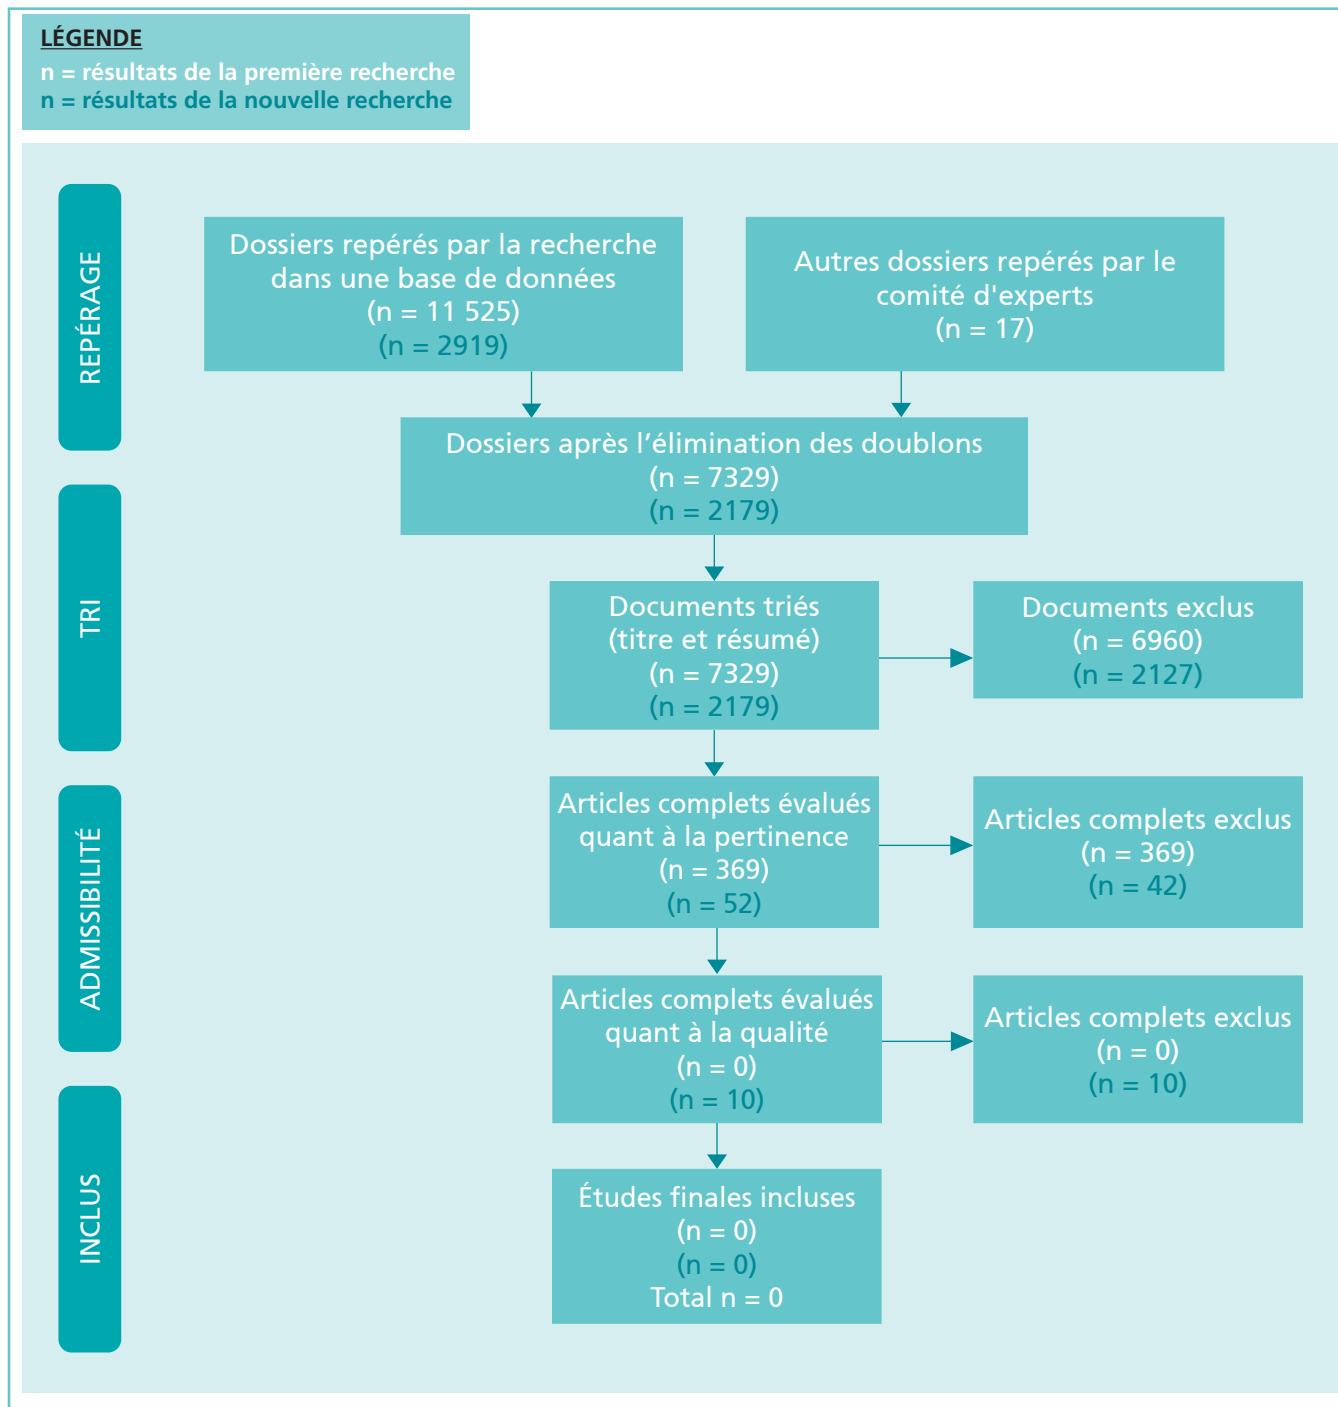 LÉGENDE
n = résultats de la première recherche
n = résultats de la nouvelle recherche
REPÉRAGE
Dossiers repérés par la recherche
dans une base de données
(n = 11 525)
(n = 2919)
Autres dossiers repérés par le
comité d'experts
(n = 17)
Dossiers après l’élimination des doublons
(n = 7329)
(n = 2179)
TRI
Documents triés
(titre et résumé)
(n = 7329)
(n = 2179)
Documents exclus
(n = 6960)
(n = 2127)
ADMISSIBILITÉ
Articles complets évalués
quant à la pertinence
(n = 369)
(n = 52)
Articles complets exclus
(n = 369)
(n = 42)
Articles complets évalués
quant à la qualité
(n = 0)
(n = 10)
Articles complets exclus
(n = 0)
(n = 10)
INCLUS
Études finales incluses
(n = 0)
(n = 0)
Total n = 0